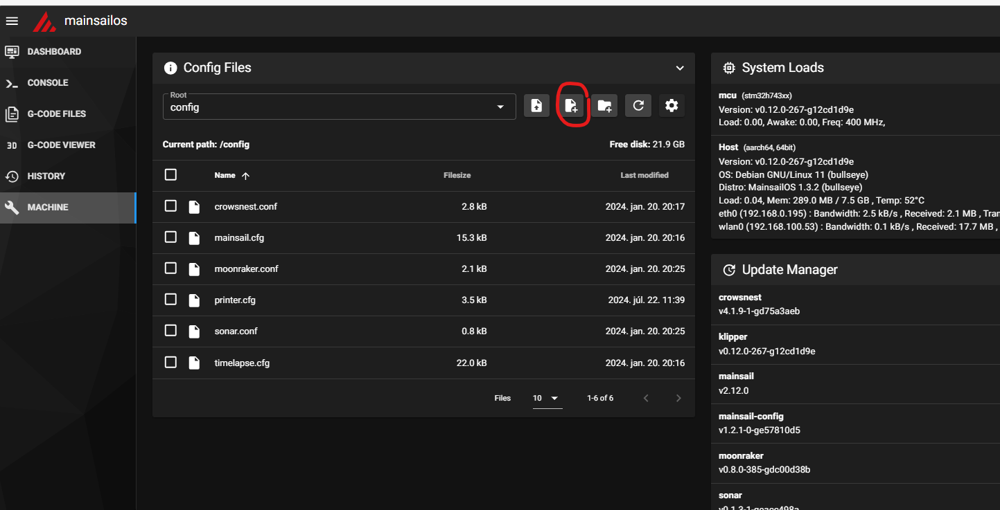 mainsailos
DASHBOARD
CONSOLE
G-CODE FILES
3D G-CODE VIEWER
HISTORY
MACHINE
Config Files
Root
config
Current path: /config
Free disk: 21.9 GB
Name Filesize Last modified
crowsnest.conf 2.8 kB 2024. jan. 20. 20:17
mainsail.cfg 15.3 kB 2024. jan. 20. 20:16
moonraker.conf 2.1 kB 2024. jan. 20. 20:25
printer.cfg 3.5 kB 2024. júl. 22. 11:39
sonar.conf 0.8 kB 2024. jan. 20. 20:25
timelapse.cfg 22.0 kB 2024. jan. 20. 20:16
Files 10 1-6 of 6
System Loads
mcu (stm32h743xx)
Version: v0.12.0-267-g12cd1d9e
Load: 0.00, Awake: 0.00, Freq: 400 MHz,
Host (aarch64, 64bit)
Version: v0.12.0-267-g12cd1d9e
OS: Debian GNU/Linux 11 (bullseye)
Distro: MainsailOS 1.3.2 (bullseye)
Load: 0.04, Mem: 289.0 MB / 7.5 GB , Temp: 52°C
eth0 (192.168.0.195) : Bandwidth: 2.5 kB/s , Received: 2.1 MB , Tran
wlan0 (192.168.100.53) : Bandwidth: 0.1 kB/s , Received: 17.7 MB ,
Update Manager
crowsnest
v4.1.9-1-gd75a3aeb
klipper
v0.12.0-267-g12cd1d9e
mainsail
v2.12.0
mainsail-config
v1.2.1-0-ge57810d5
moonraker
v0.8.0-385-gdc00d38b
sonar